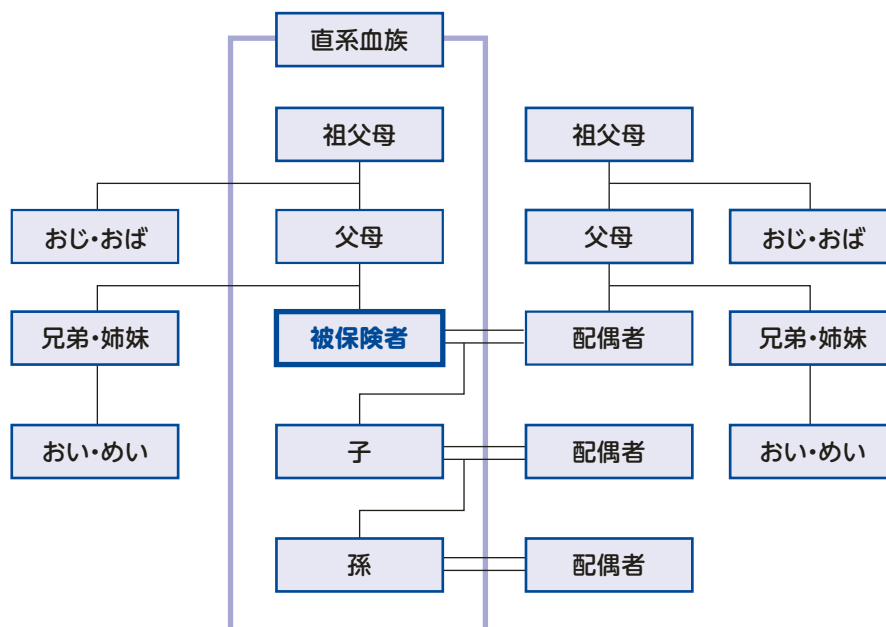 直系血族
祖父母
祖父母
おじ・おば
父母
父母
おじ・おば
兄弟・姉妹
被保険者
配偶者
兄弟・姉妹
おい・めい
子
配偶者
おい・めい
孫
配偶者